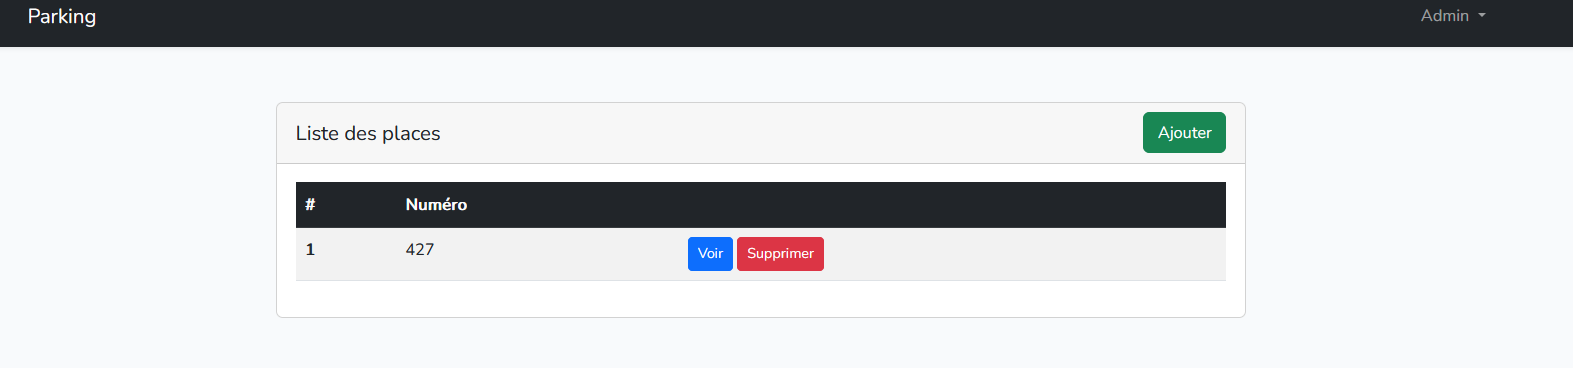 Parking Admin
Liste des places Ajouter
# Numéro
1 427 Voir Supprimer